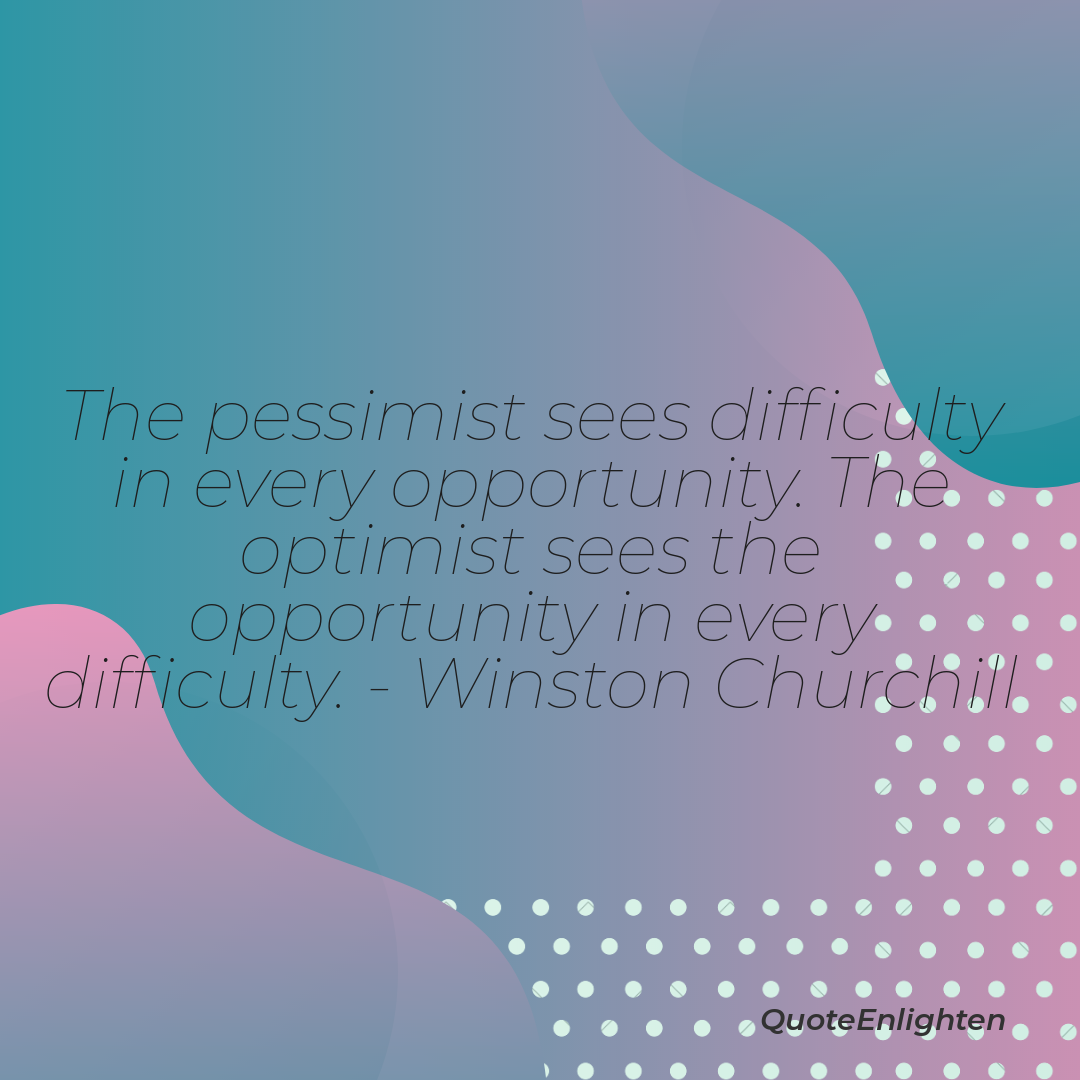 The pessimist sees difficulty
in every opportunity. The
optimist sees the
opportunity in every
difficulty. - Winston Churchill
QuoteEnlighten